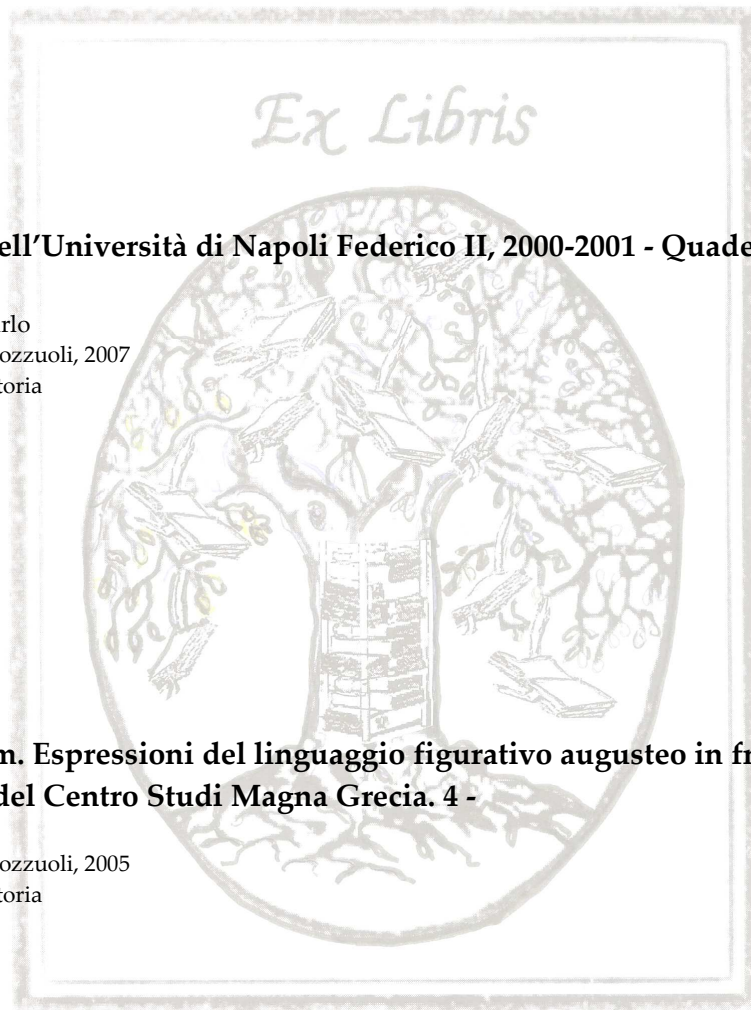 Ex Libris
ell’Università di Napoli Federico II, 2000-2001 - Quade
rlo
ozzuoli, 2007
toria
m. Espressioni del linguaggio figurativo augusteo in fr
del Centro Studi Magna Grecia. 4 -
ozzuoli, 2005
toria